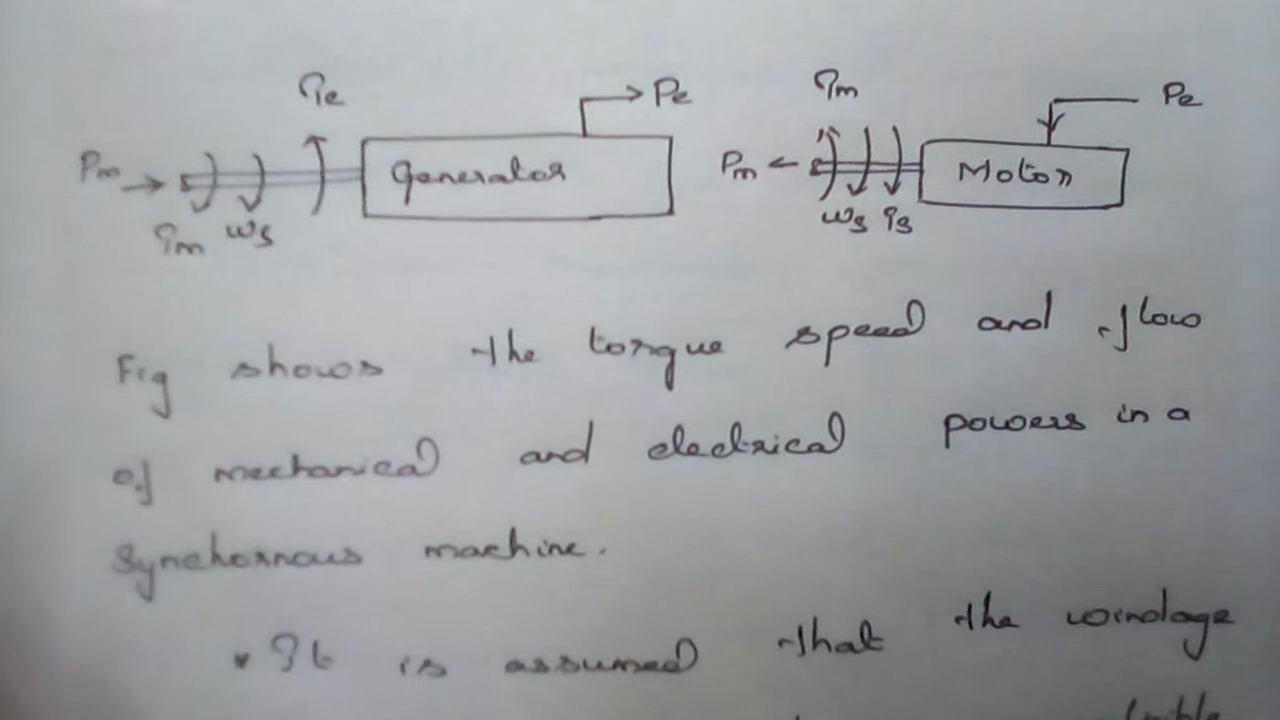 Te Pe Tm Pe
Pm Generator Pm Motor
Tm ωs ωs Ts
Fig shows the torque speed and flow
of mechanical and electrical powers in a
Synchornous machine.
* It is assumed that the windage